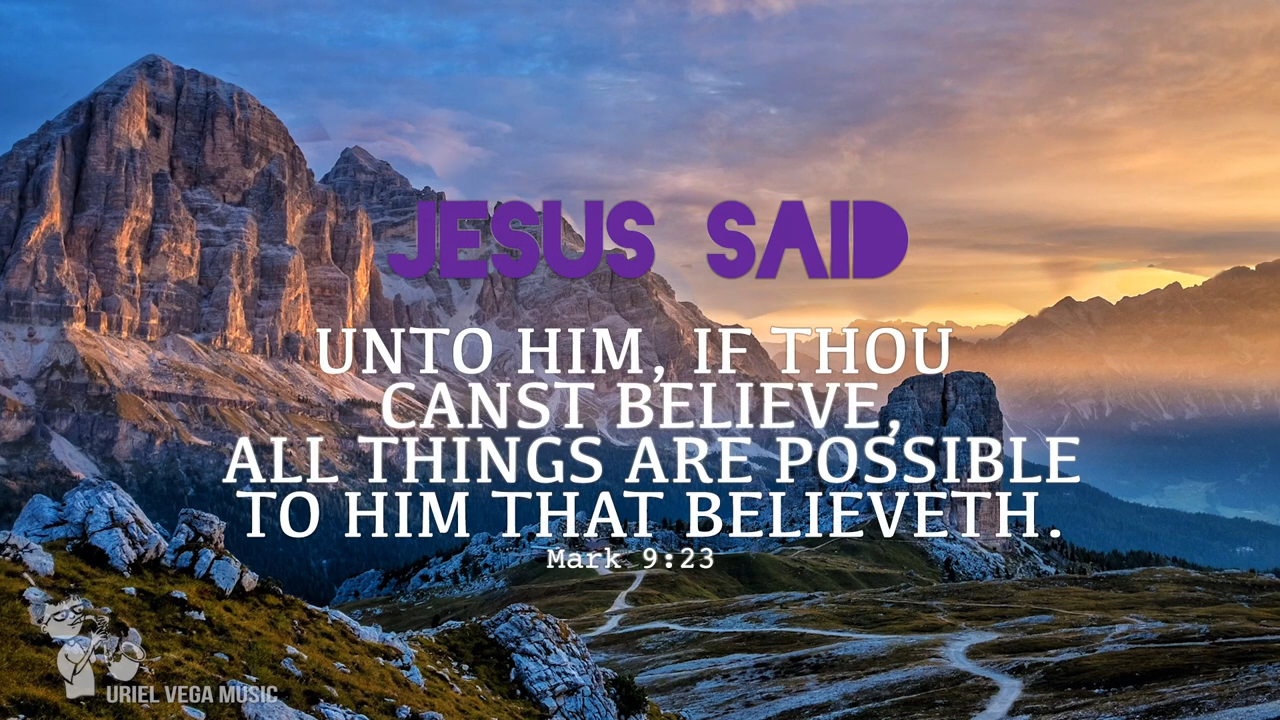 JESUS SAID
UNTO HIM, IF THOU
CANST BELIEVE,
ALL THINGS ARE POSSIBLE
TO HIM THAT BELIEVETH.
Mark 9:23
URIEL VEGA MUSIC